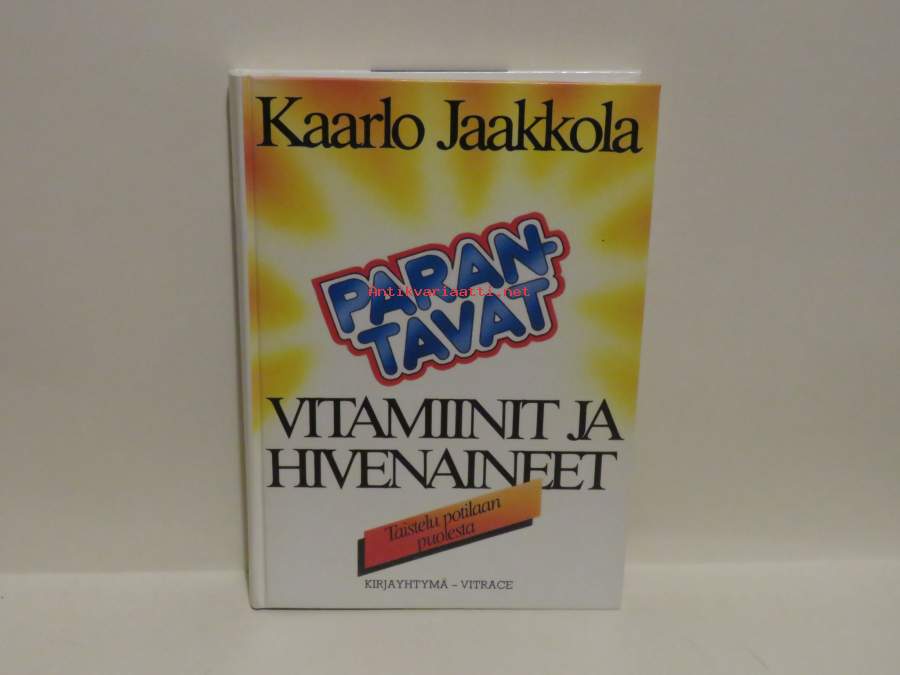 Kaarlo Jaakkola
PARAN-
Antikvariaatti.net
TAVAT
VITAMIINIT JA
HIVENAINEET
Taistelu potilaan
puolesta
KIRJAYHTYMÄ – VITRACE